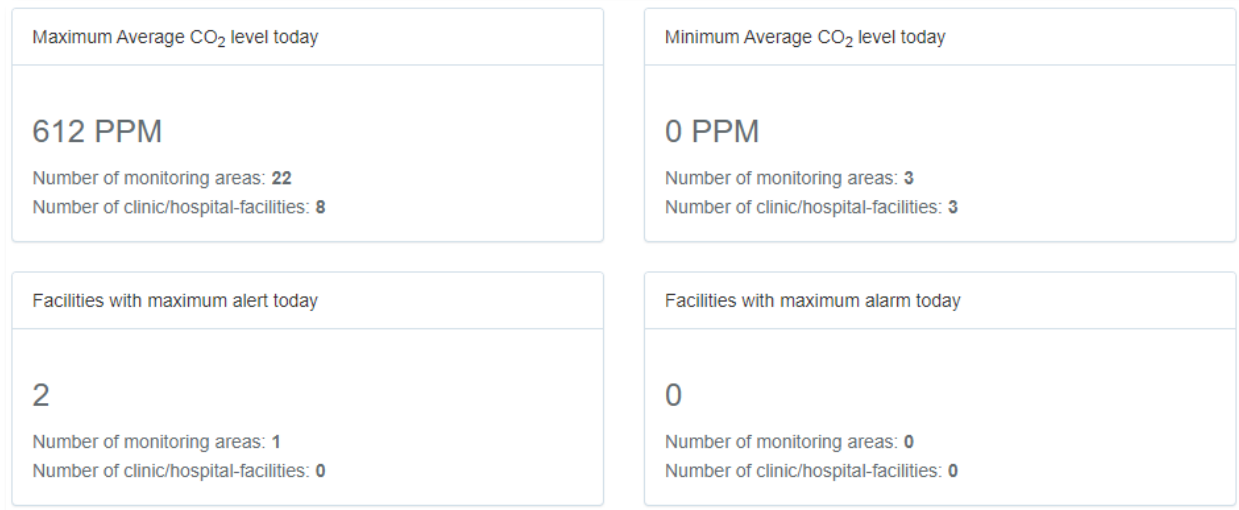 Maximum Average CO₂ level today
612 PPM
Number of monitoring areas: 22
Number of clinic/hospital-facilities: 8
Minimum Average CO₂ level today
0 PPM
Number of monitoring areas: 3
Number of clinic/hospital-facilities: 3
Facilities with maximum alert today
2
Number of monitoring areas: 1
Number of clinic/hospital-facilities: 0
Facilities with maximum alarm today
0
Number of monitoring areas: 0
Number of clinic/hospital-facilities: 0